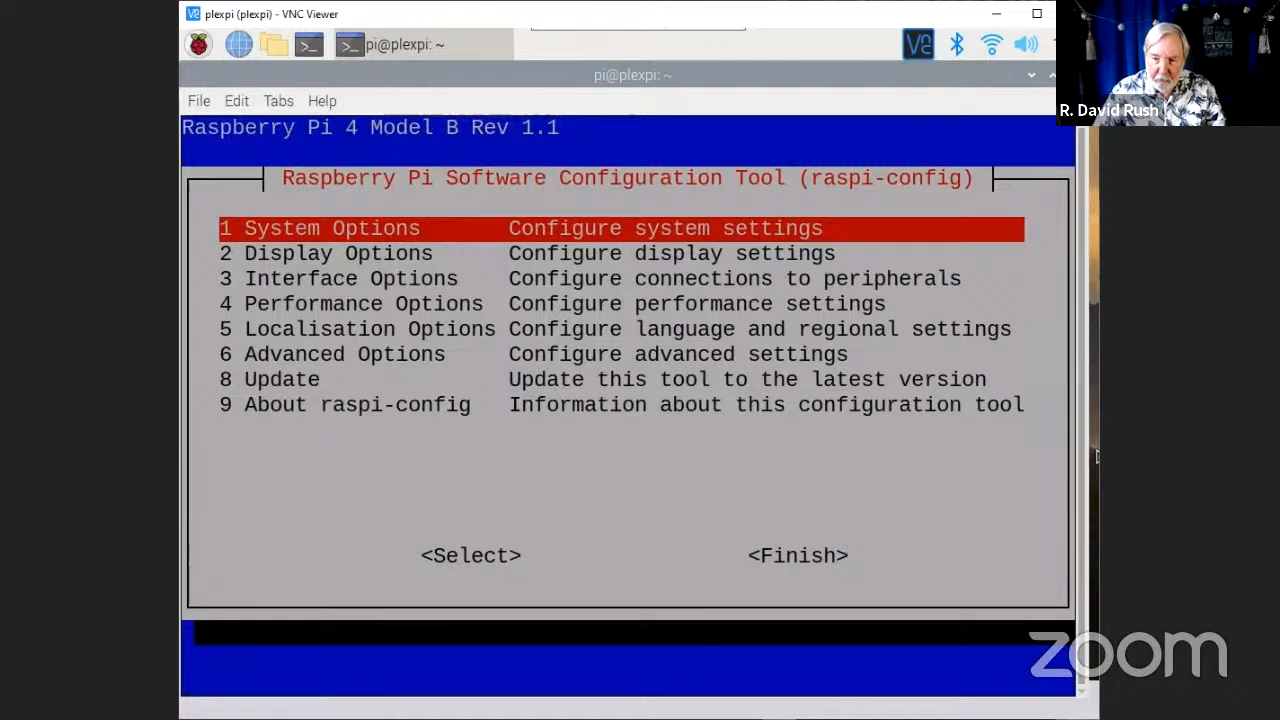 plexpi (plexpi) - VNC Viewer
pi@plexpi: ~
pi@plexpi: ~
File Edit Tabs Help
Raspberry Pi 4 Model B Rev 1.1
Raspberry Pi Software Configuration Tool (raspi-config)
1 System Options Configure system settings
2 Display Options Configure display settings
3 Interface Options Configure connections to peripherals
4 Performance Options Configure performance settings
5 Localisation Options Configure language and regional settings
6 Advanced Options Configure advanced settings
8 Update Update this tool to the latest version
9 About raspi-config Information about this configuration tool
<Select> <Finish>
R. David Rush
zoom